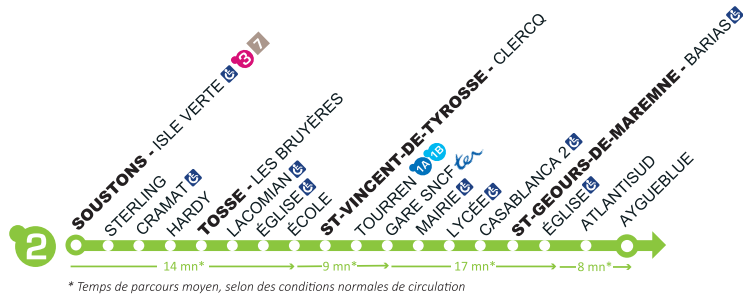 SOUSTONS - ISLE VERTE 3 7
STERLING
CRAMAT
HARDY
TOSSE - LES BRUYÈRES
LACOMIAN
ÉGLISE
ÉCOLE
ST-VINCENT-DE-TYROSSE - CLERCQ
TOURREN 1A 1B
GARE SNCF ter
MAIRIE
LYCÉE
CASABLANCA 2
ST-GEOURS-DE-MAREMNE - BARIAS
ÉGLISE
ATLANTISUD
AYGUEBLUE
2
14 mn* 9 mn* 17 mn* 8 mn*
* Temps de parcours moyen, selon des conditions normales de circulation